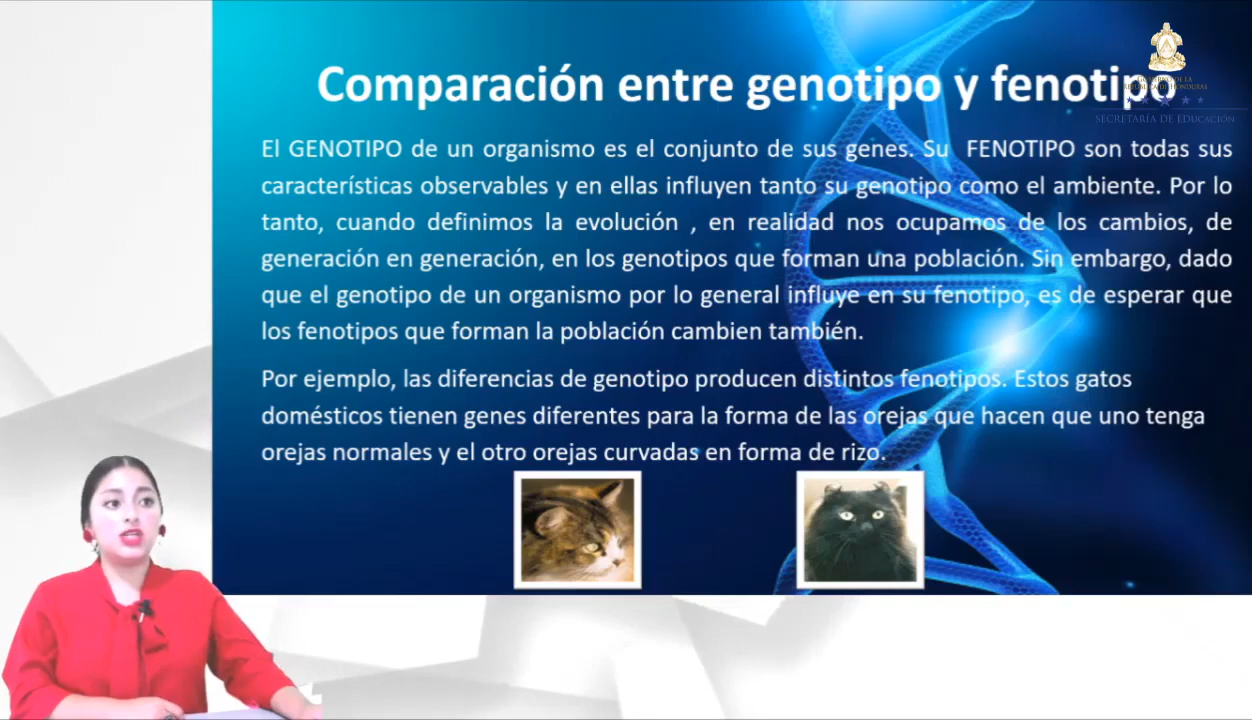 Comparación entre genotipo y fenotipo
GOBIERNO DE LA
REPÚBLICA DE HONDURAS
SECRETARÍA DE EDUCACIÓN
El GENOTIPO de un organismo es el conjunto de sus genes. Su FENOTIPO son todas sus
características observables y en ellas influyen tanto su genotipo como el ambiente. Por lo
tanto, cuando definimos la evolución , en realidad nos ocupamos de los cambios, de
generación en generación, en los genotipos que forman una población. Sin embargo, dado
que el genotipo de un organismo por lo general influye en su fenotipo, es de esperar que
los fenotipos que forman la población cambien también.
Por ejemplo, las diferencias de genotipo producen distintos fenotipos. Estos gatos
domésticos tienen genes diferentes para la forma de las orejas que hacen que uno tenga
orejas normales y el otro orejas curvadas en forma de rizo.